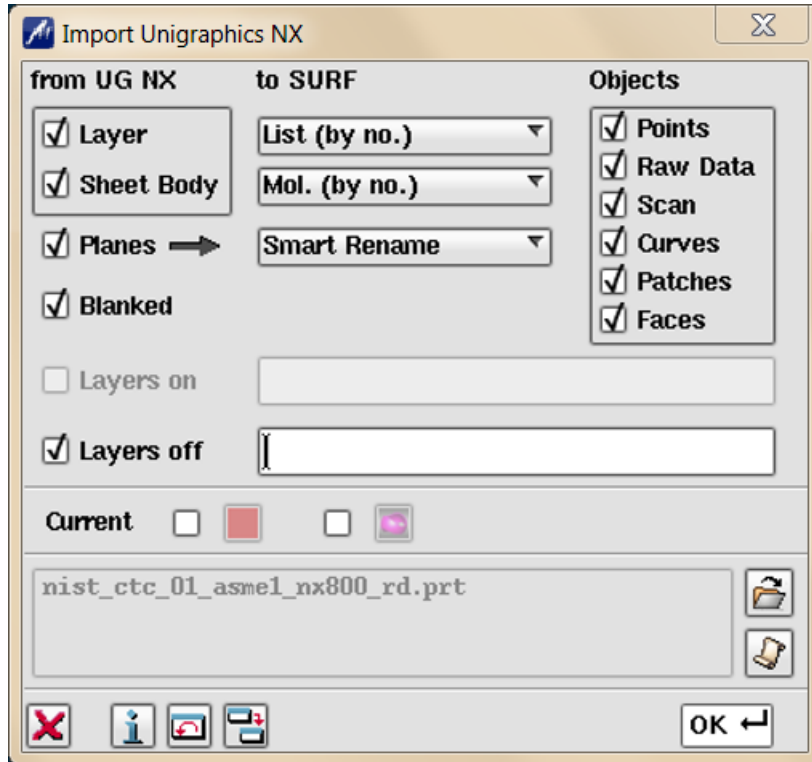 Import Unigraphics NX
from UG NX to SURF Objects
Layer List (by no.) Points
Sheet Body Mol. (by no.) Raw Data
Scan
Planes Smart Rename Curves
Patches
Blanked Faces
Layers on
Layers off
Current
nist_ctc_01_asme1_nx800_rd.prt
OK